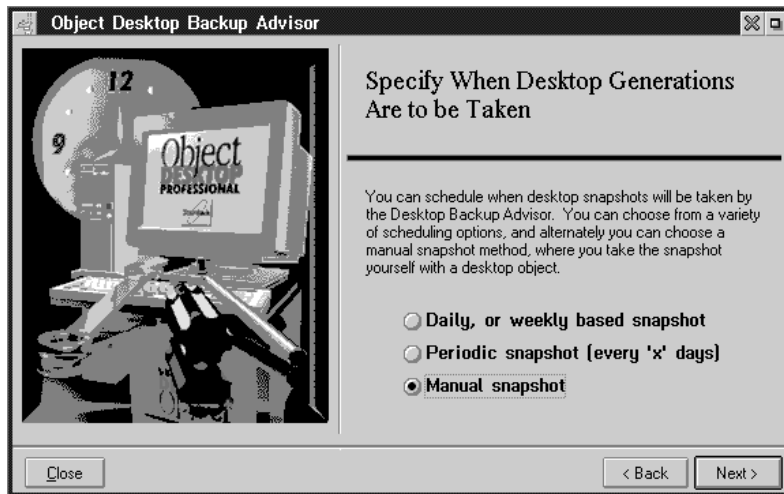 Object Desktop Backup Advisor
12
9
Object
DESKTOP
PROFESSIONAL
Specify When Desktop Generations
Are to be Taken
You can schedule when desktop snapshots will be taken by
the Desktop Backup Advisor. You can choose from a variety
of scheduling options, and alternately you can choose a
manual snapshot method, where you take the snapshot
yourself with a desktop object.
Daily, or weekly based snapshot
Periodic snapshot (every 'x' days)
Manual snapshot
Close
< Back
Next >